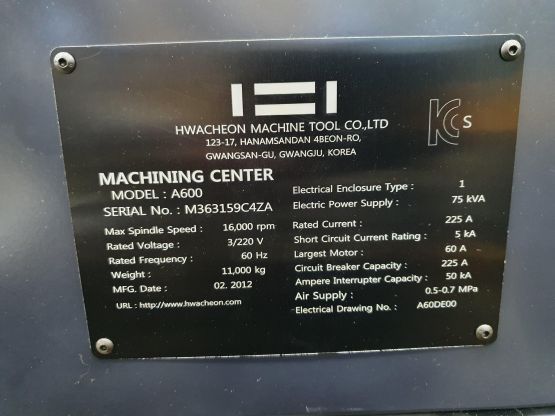 HWACHEON MACHINE TOOL CO.,LTD
123-17, HANAMSANDAN 4BEON-RO,
GWANGSAN-GU, GWANGJU, KOREA
KC S
MACHINING CENTER
MODEL : A600
SERIAL No. : M363159C4ZA
Max Spindle Speed : 16,000 rpm
Rated Voltage : 3/220 V
Rated Frequency : 60 Hz
Weight : 11,000 kg
MFG. Date : 02. 2012
URL : http://www.hwacheon.com
Electrical Enclosure Type : 1
Electric Power Supply : 75 kVA
Rated Current : 225 A
Short Circuit Current Rating : 5 kA
Largest Motor : 60 A
Circuit Breaker Capacity : 225 A
Ampere Interrupter Capacity : 50 kA
Air Supply : 0.5-0.7 MPa
Electrical Drawing No. : A60DE00